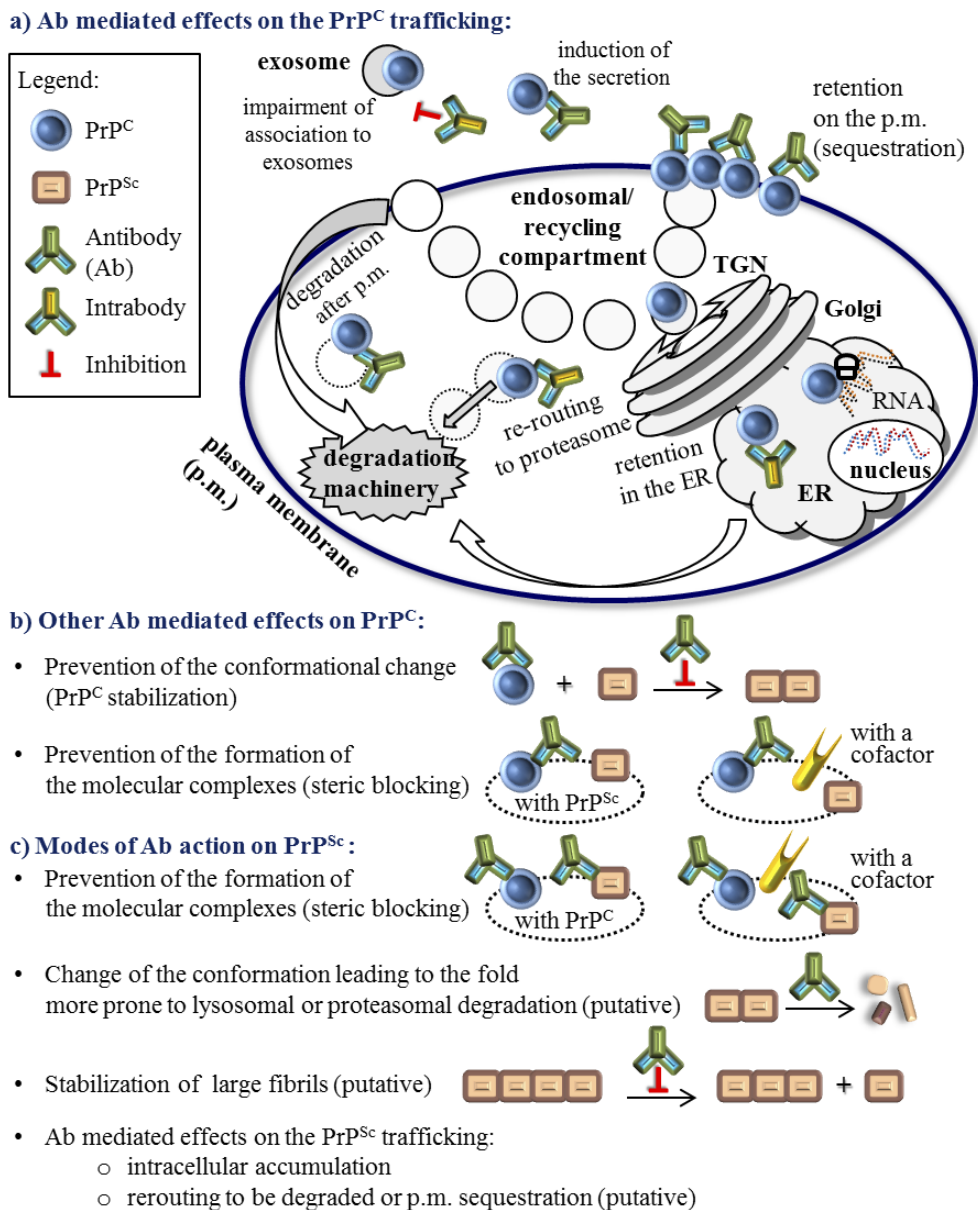 a) Ab mediated effects on the PrPᶜ trafficking:
Legend:
PrPᶜ
PrPˢᶜ
Antibody
(Ab)
Intrabody
Inhibition
exosome
impairment of
association to
exosomes
induction of
the secretion
retention
on the p.m.
(sequestration)
endosomal/
recycling
compartment
TGN
Golgi
degradation
after p.m.
re-routing
to proteasome
retention
in the ER
RNA
nucleus
ER
degradation
machinery
plasma membrane
(p.m.)
b) Other Ab mediated effects on PrPᶜ:
• Prevention of the conformational change
(PrPᶜ stabilization)
+
• Prevention of the formation of
the molecular complexes (steric blocking)
with PrPˢᶜ
with a
cofactor
c) Modes of Ab action on PrPˢᶜ :
• Prevention of the formation of
the molecular complexes (steric blocking)
with PrPᶜ
with a
cofactor
• Change of the conformation leading to the fold
more prone to lysosomal or proteasomal degradation (putative)
• Stabilization of large fibrils (putative)
+
• Ab mediated effects on the PrPˢᶜ trafficking:
o intracellular accumulation
o rerouting to be degraded or p.m. sequestration (putative)